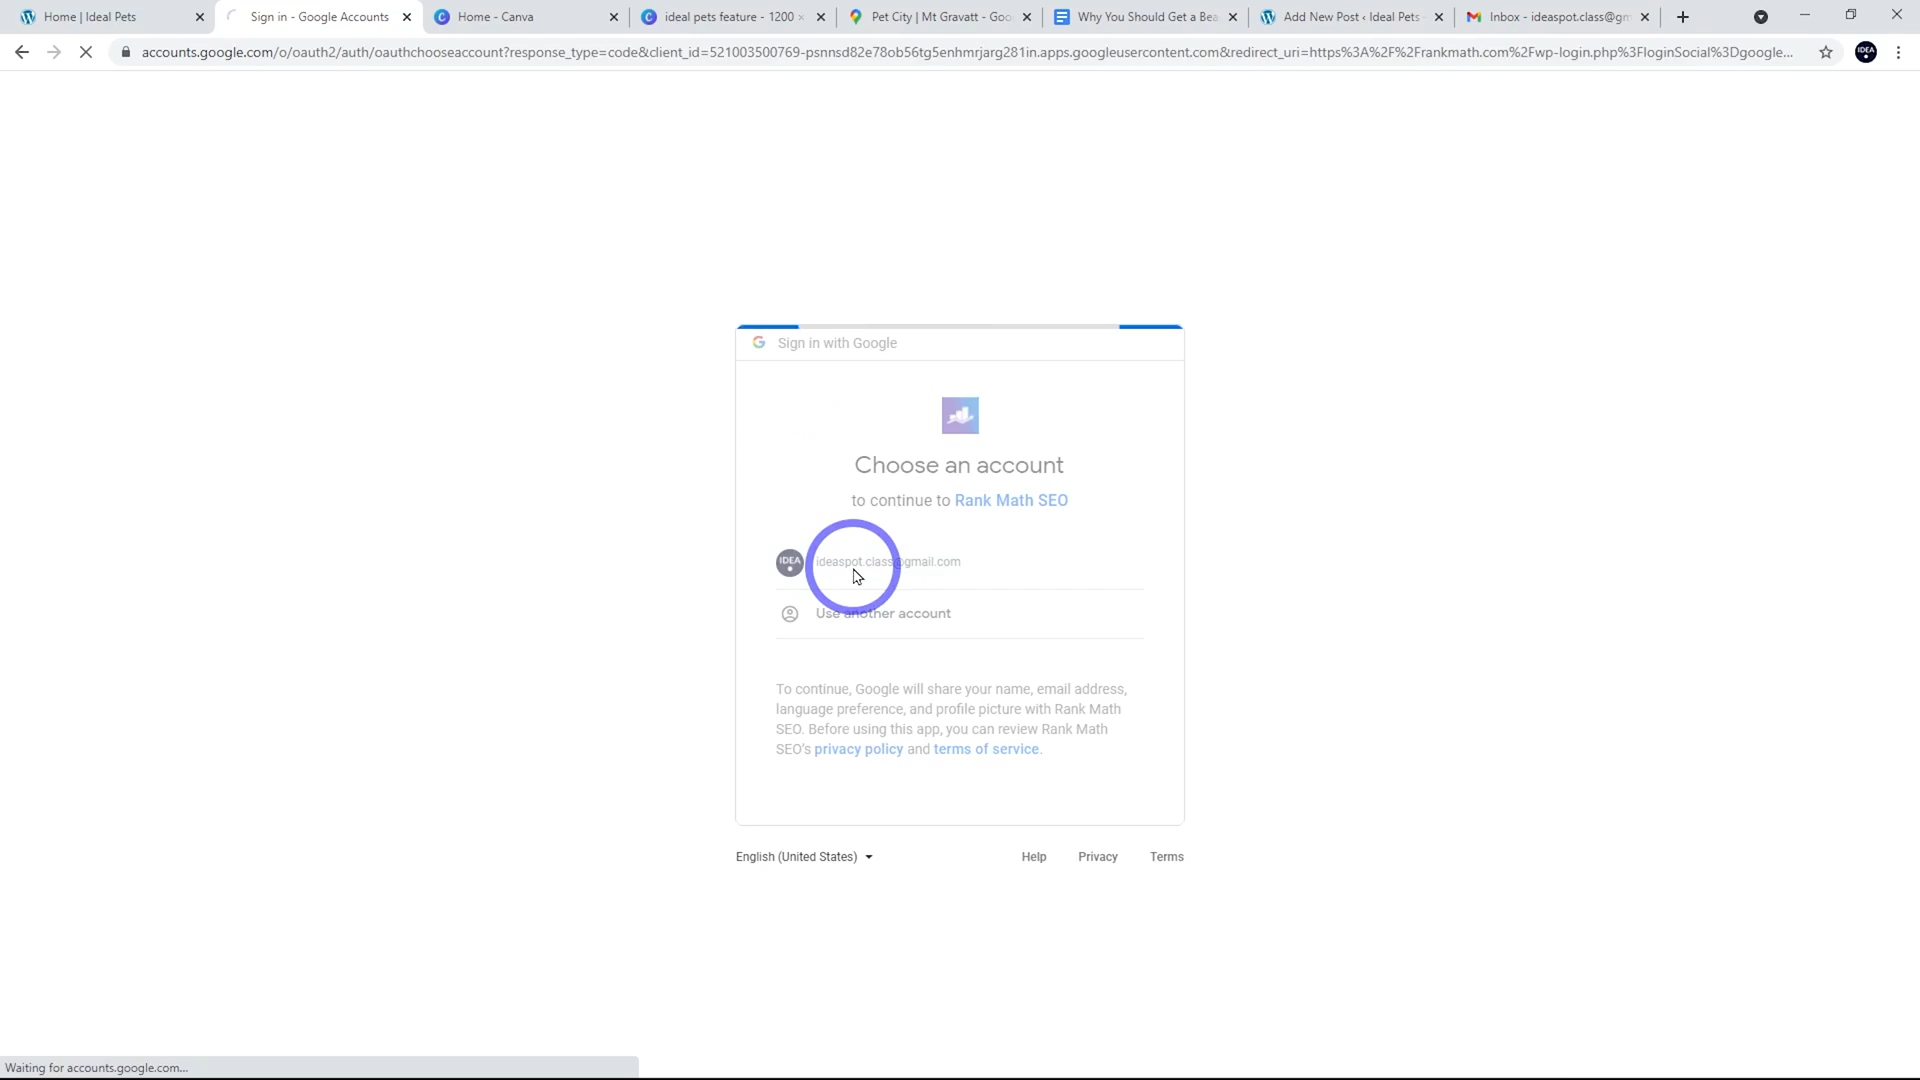 Home | Ideal Pets
Sign in - Google Accounts
Home - Canva
ideal pets feature - 1200 ×
Pet City | Mt Gravatt - Goo
Why You Should Get a Bea
Add New Post ‹ Ideal Pets
Inbox - ideaspot.class@gm
accounts.google.com/o/oauth2/auth/oauthchooseaccount?response_type=code&client_id=521003500769-psnnsd82e78ob56tg5enhmrjarg281in.apps.googleusercontent.com&redirect_uri=https%3A%2F%2Frankmath.com%2Fwp-login.php%3FloginSocial%3Dgoogle...
IDEA
Sign in with Google
Choose an account
to continue to Rank Math SEO
IDEA
ideaspot.class@gmail.com
Use another account
To continue, Google will share your name, email address,
language preference, and profile picture with Rank Math
SEO. Before using this app, you can review Rank Math
SEO's privacy policy and terms of service.
English (United States)
Help
Privacy
Terms
Waiting for accounts.google.com...